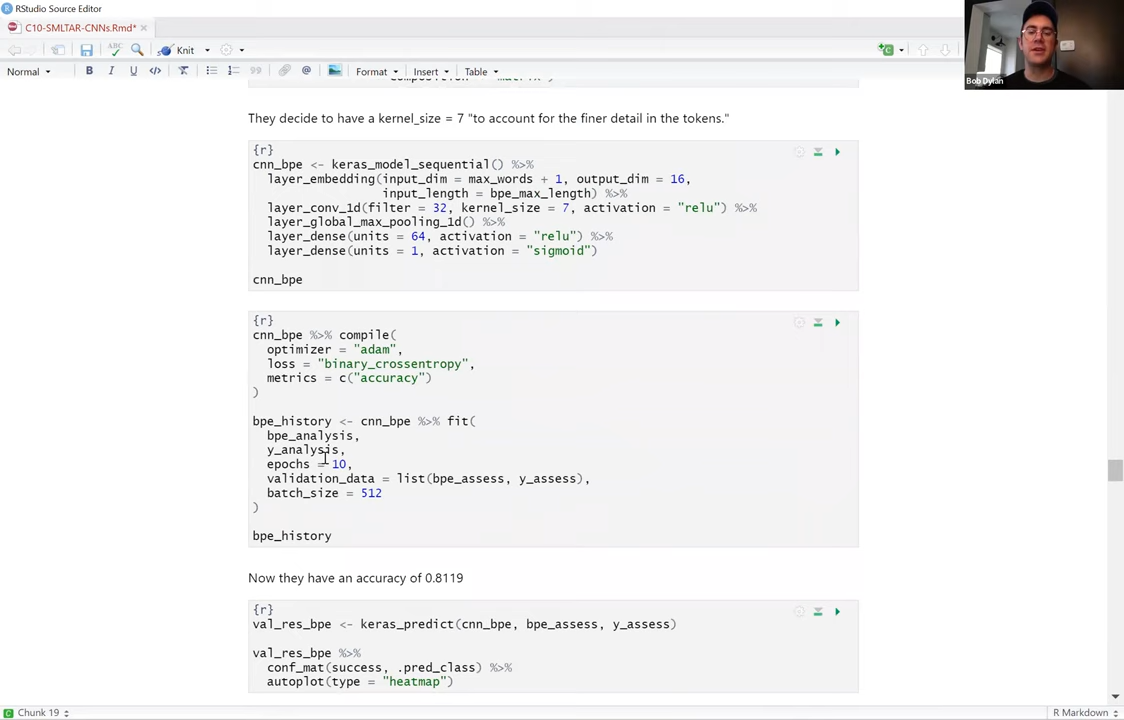 RStudio Source Editor
C10-SMLTAR-CNNs.Rmd*
ABC Knit
Normal B I U </> Format Insert Table
Bob Dylan
composition = "matrix")
They decide to have a kernel_size = 7 "to account for the finer detail in the tokens."
{r}
cnn_bpe <- keras_model_sequential() %>%
layer_embedding(input_dim = max_words + 1, output_dim = 16,
input_length = bpe_max_length) %>%
layer_conv_1d(filter = 32, kernel_size = 7, activation = "relu") %>%
layer_global_max_pooling_1d() %>%
layer_dense(units = 64, activation = "relu") %>%
layer_dense(units = 1, activation = "sigmoid")
cnn_bpe
{r}
cnn_bpe %>% compile(
optimizer = "adam",
loss = "binary_crossentropy",
metrics = c("accuracy")
)
bpe_history <- cnn_bpe %>% fit(
bpe_analysis,
y_analysis,
epochs = 10,
validation_data = list(bpe_assess, y_assess),
batch_size = 512
)
bpe_history
Now they have an accuracy of 0.8119
{r}
val_res_bpe <- keras_predict(cnn_bpe, bpe_assess, y_assess)
val_res_bpe %>%
conf_mat(success, .pred_class) %>%
autoplot(type = "heatmap")
Chunk 19
R Markdown